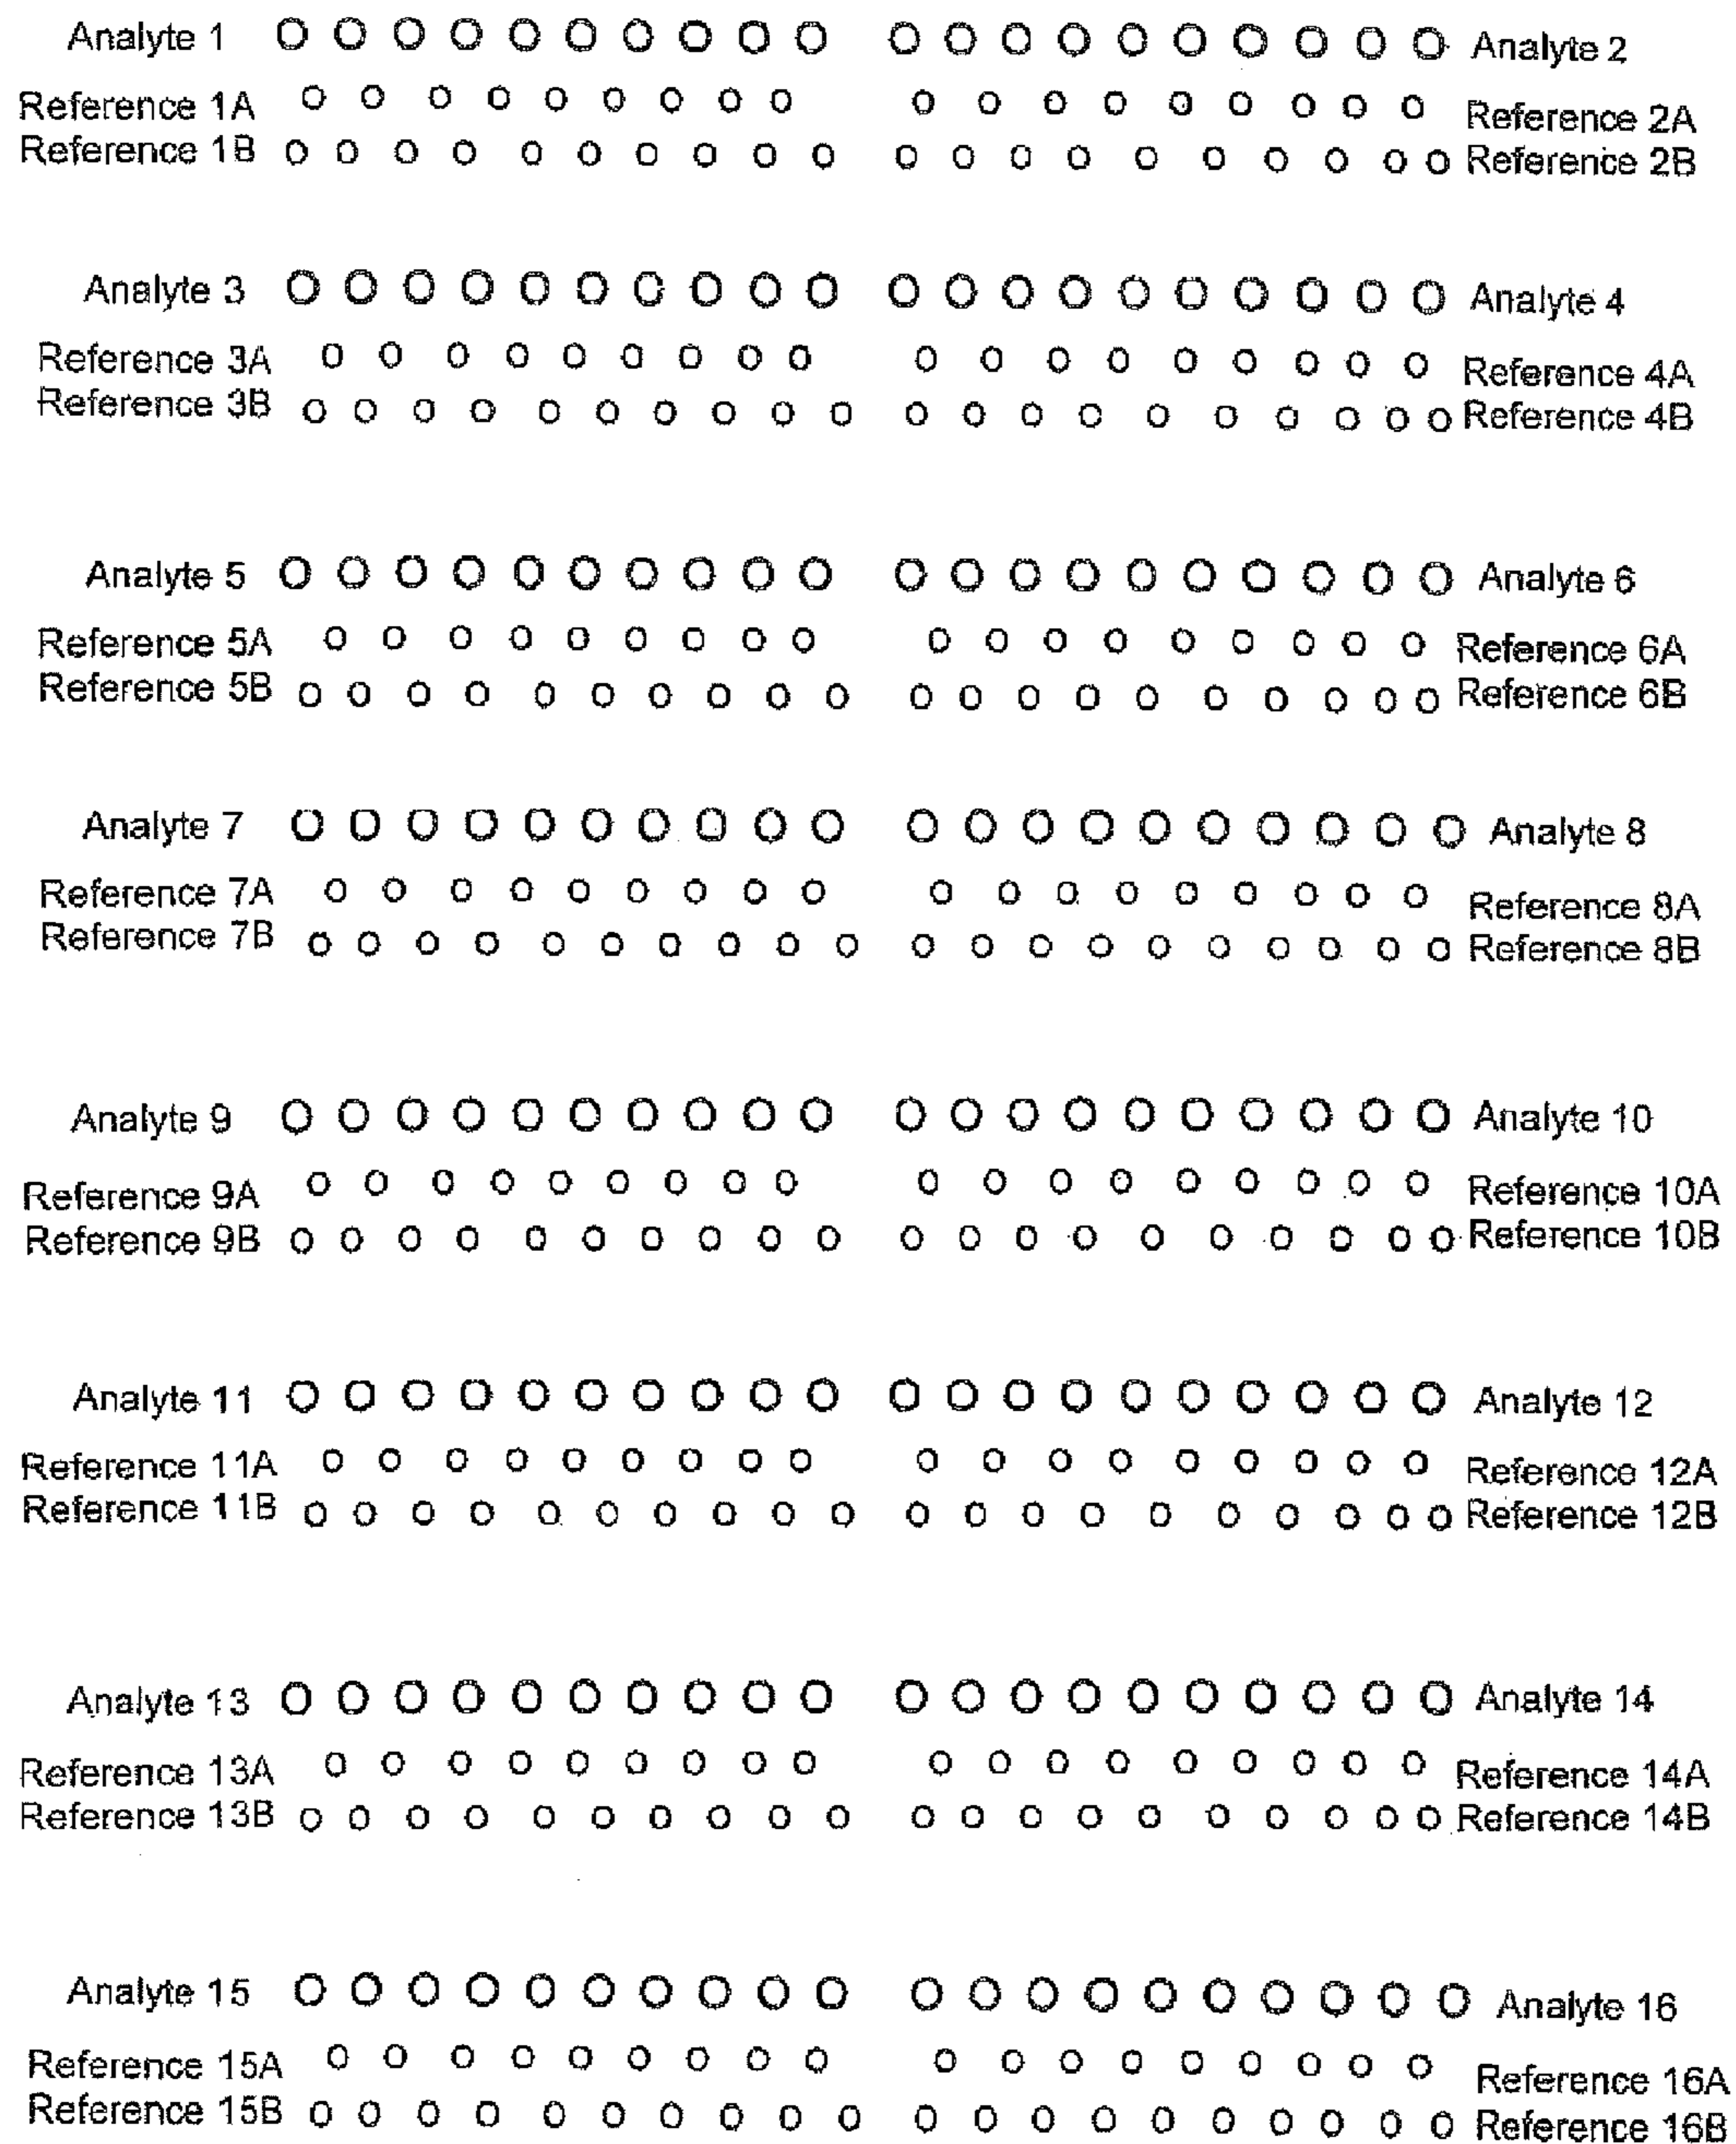 Analyte 1 Analyte 2
Reference 1A Reference 2A
Reference 1B Reference 2B
Analyte 3 Analyte 4
Reference 3A Reference 4A
Reference 3B Reference 4B
Analyte 5 Analyte 6
Reference 5A Reference 6A
Reference 5B Reference 6B
Analyte 7 Analyte 8
Reference 7A Reference 8A
Reference 7B Reference 8B
Analyte 9 Analyte 10
Reference 9A Reference 10A
Reference 9B Reference 10B
Analyte 11 Analyte 12
Reference 11A Reference 12A
Reference 11B Reference 12B
Analyte 13 Analyte 14
Reference 13A Reference 14A
Reference 13B Reference 14B
Analyte 15 Analyte 16
Reference 15A Reference 16A
Reference 15B Reference 16B